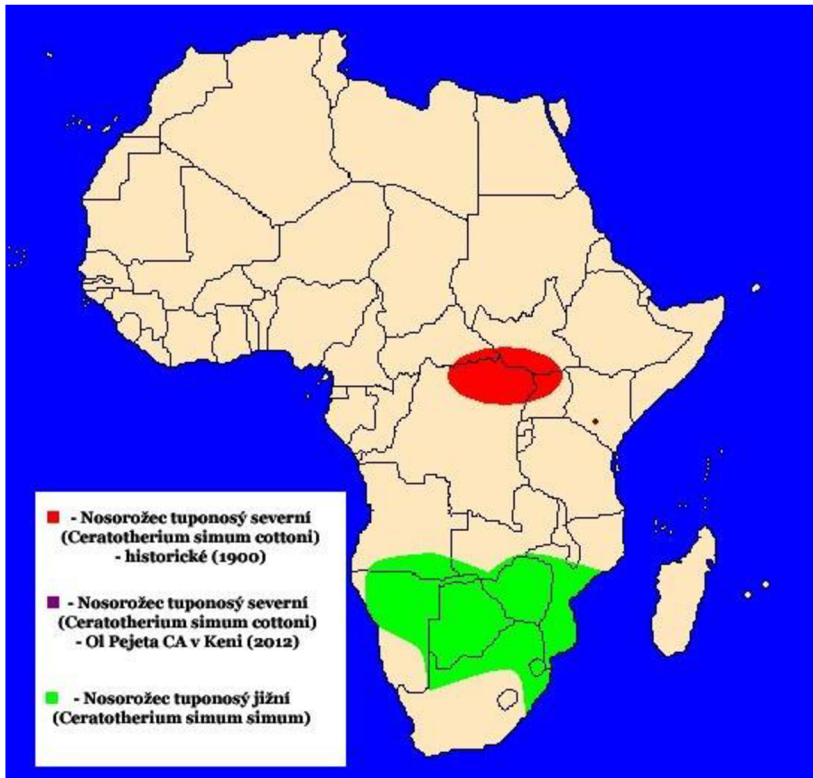 - Nosorožec tuponosý severní
(Ceratotherium simum cottoni)
- historické (1900)
- Nosorožec tuponosý severní
(Ceratotherium simum cottoni)
- Ol Pejeta CA v Keni (2012)
- Nosorožec tuponosý jižní
(Ceratotherium simum simum)